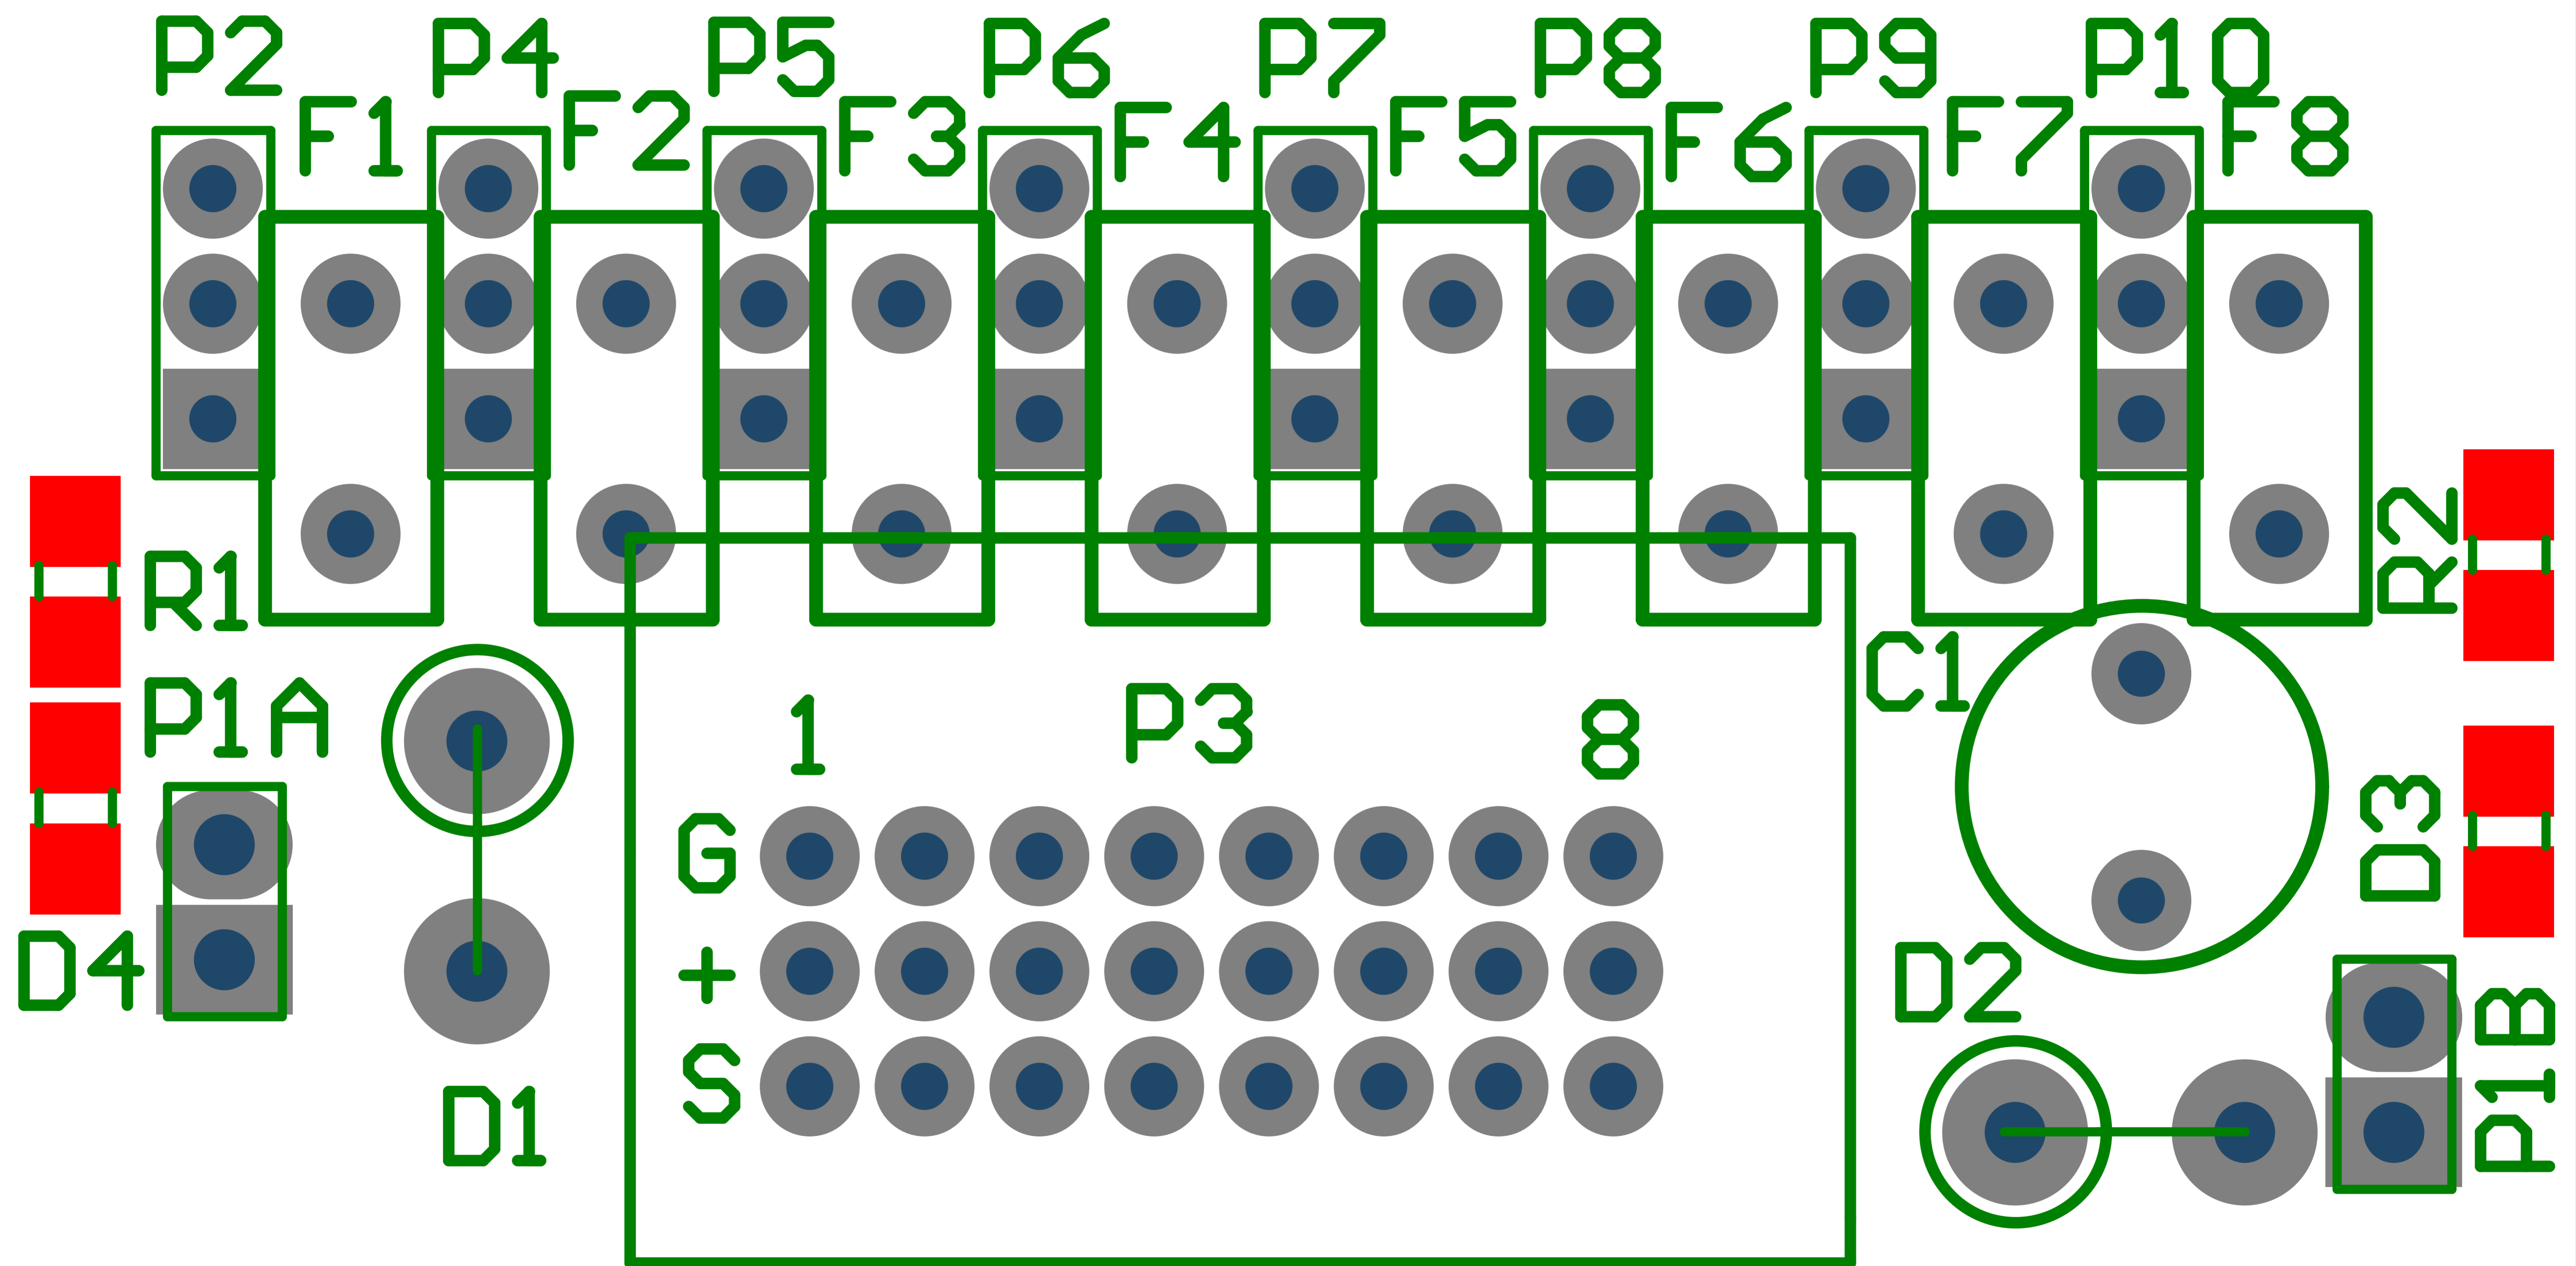 P2 P4 P5 P6 P7 P8 P9 P10
F1 F2 F3 F4 F5 F6 F7 F8
R1
R2
C1
P1A
1 P3 8
G
D3
D4
+
D2
S
P1B
D1